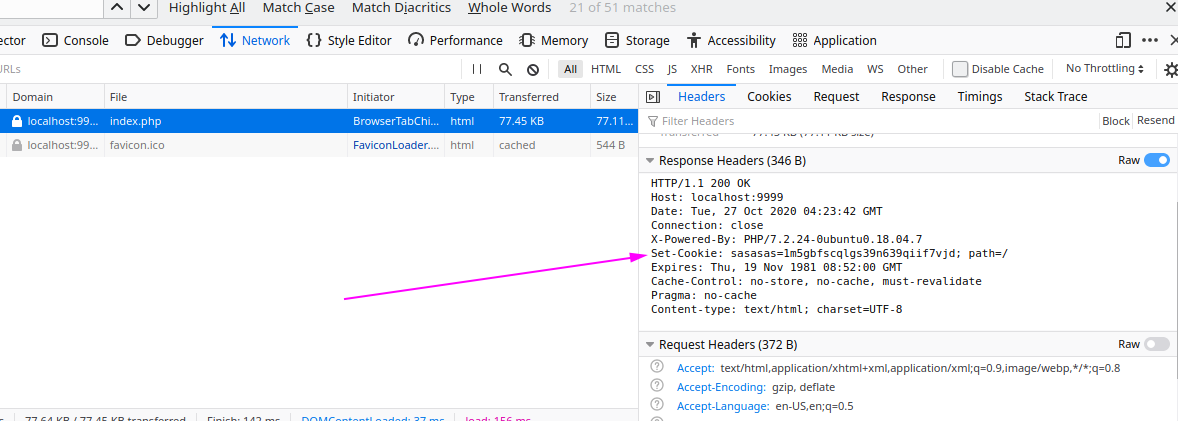 Highlight All Match Case Match Diacritics Whole Words 21 of 51 matches
ector Console Debugger Network Style Editor Performance Memory Storage Accessibility Application
URLs All HTML CSS JS XHR Fonts Images Media WS Other Disable Cache No Throttling
Domain File Initiator Type Transferred Size
localhost:99... index.php BrowserTabChi... html 77.45 KB 77.11...
localhost:99... favicon.ico FaviconLoader.... html cached 544 B
77.64 KB / 77.45 KB transferred Finish: 142 ms DOMContentLoaded: 37 ms load: 156 ms
Headers Cookies Request Response Timings Stack Trace
Filter Headers Block Resend
Transferred 77.45 KB (77.11 KB size)
Response Headers (346 B) Raw
HTTP/1.1 200 OK
Host: localhost:9999
Date: Tue, 27 Oct 2020 04:23:42 GMT
Connection: close
X-Powered-By: PHP/7.2.24-0ubuntu0.18.04.7
Set-Cookie: sasasas=1m5gbfscqlgs39n639qiif7vjd; path=/
Expires: Thu, 19 Nov 1981 08:52:00 GMT
Cache-Control: no-store, no-cache, must-revalidate
Pragma: no-cache
Content-type: text/html; charset=UTF-8
Request Headers (372 B) Raw
Accept: text/html,application/xhtml+xml,application/xml;q=0.9,image/webp,*/*;q=0.8
Accept-Encoding: gzip, deflate
Accept-Language: en-US,en;q=0.5